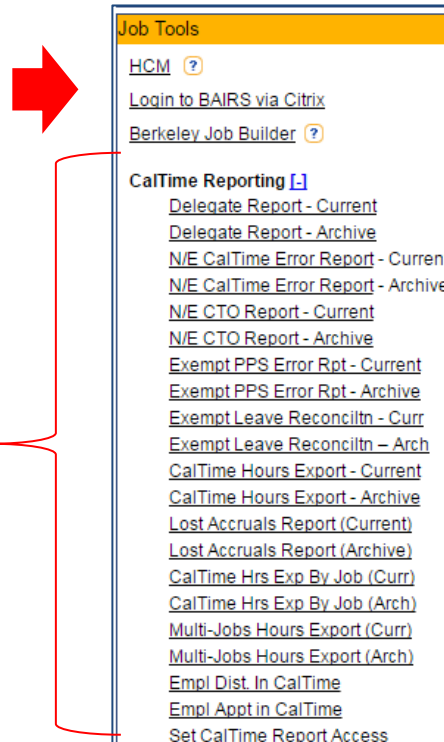 Job Tools
HCM ?
Login to BAIRS via Citrix
Berkeley Job Builder ?
CalTime Reporting [-]
Delegate Report - Current
Delegate Report - Archive
N/E CalTime Error Report - Curren
N/E CalTime Error Report - Archive
N/E CTO Report - Current
N/E CTO Report - Archive
Exempt PPS Error Rpt - Current
Exempt PPS Error Rpt - Archive
Exempt Leave Reconciltn - Curr
Exempt Leave Reconciltn – Arch
CalTime Hours Export - Current
CalTime Hours Export - Archive
Lost Accruals Report (Current)
Lost Accruals Report (Archive)
CalTime Hrs Exp By Job (Curr)
CalTime Hrs Exp By Job (Arch)
Multi-Jobs Hours Export (Curr)
Multi-Jobs Hours Export (Arch)
Empl Dist. In CalTime
Empl Appt in CalTime
Set CalTime Report Access